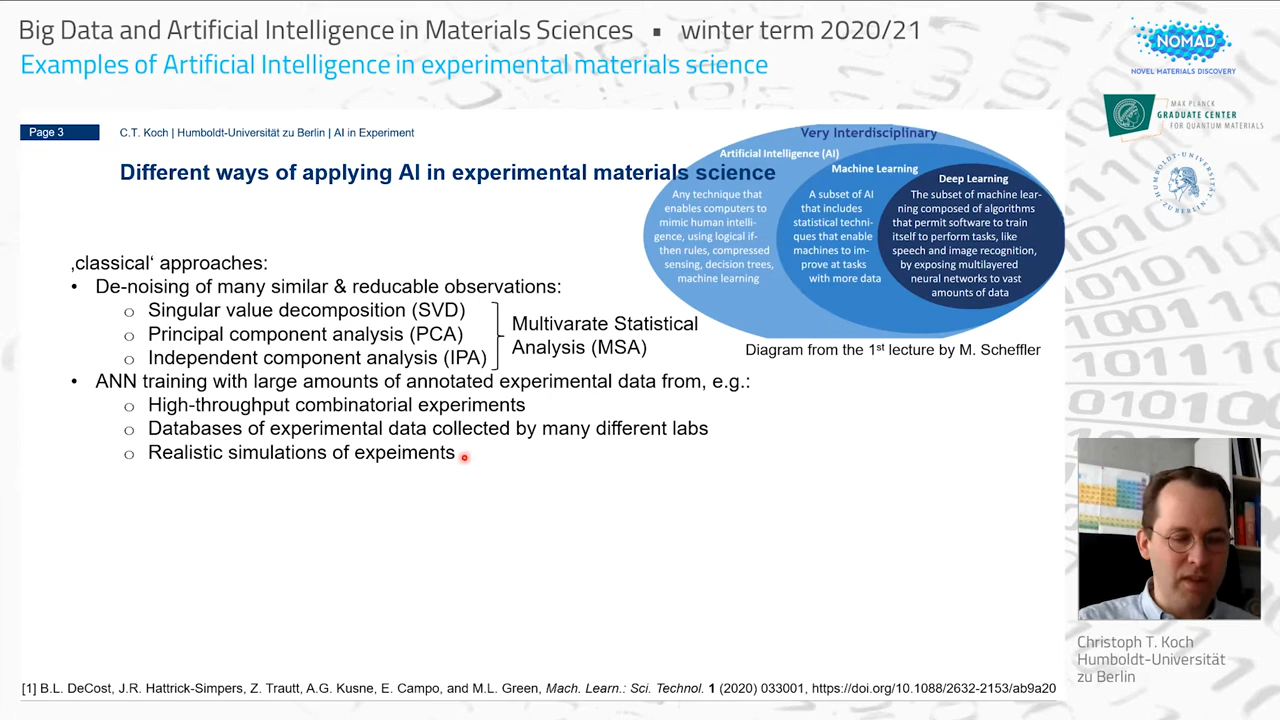 Big Data and Artificial Intelligence in Materials Sciences ▪ winter term 2020/21
Examples of Artificial Intelligence in experimental materials science
NOMAD
NOVEL MATERIALS DISCOVERY
MAX PLANCK
GRADUATE CENTER
FOR QUANTUM MATERIALS
HUMBOLDT-UNIVERSITÄT
ZU BERLIN
Page 3
C.T. Koch | Humboldt-Universität zu Berlin | AI in Experiment
Different ways of applying AI in experimental materials science
Very Interdisciplinary
Artificial Intelligence (AI)
Any technique that
enables computers to
mimic human intelli-
gence, using logical if-
then rules, compressed
sensing, decision trees,
machine learning
Machine Learning
A subset of AI
that includes
statistical techni-
ques that enable
machines to im-
prove at tasks
with more data
Deep Learning
The subset of machine lear-
ning composed of algorithms
that permit software to train
itself to perform tasks, like
speech and image recognition,
by exposing multilayered
neural networks to vast
amounts of data
Diagram from the 1st lecture by M. Scheffler
‚classical‘ approaches:
• De-noising of many similar & reducable observations:
o Singular value decomposition (SVD)
o Principal component analysis (PCA)
o Independent component analysis (IPA)
Multivarate Statistical
Analysis (MSA)
• ANN training with large amounts of annotated experimental data from, e.g.:
o High-throughput combinatorial experiments
o Databases of experimental data collected by many different labs
o Realistic simulations of expeiments
[1] B.L. DeCost, J.R. Hattrick-Simpers, Z. Trautt, A.G. Kusne, E. Campo, and M.L. Green, Mach. Learn.: Sci. Technol. 1 (2020) 033001, https://doi.org/10.1088/2632-2153/ab9a20
Christoph T. Koch
Humboldt-Universität
zu Berlin